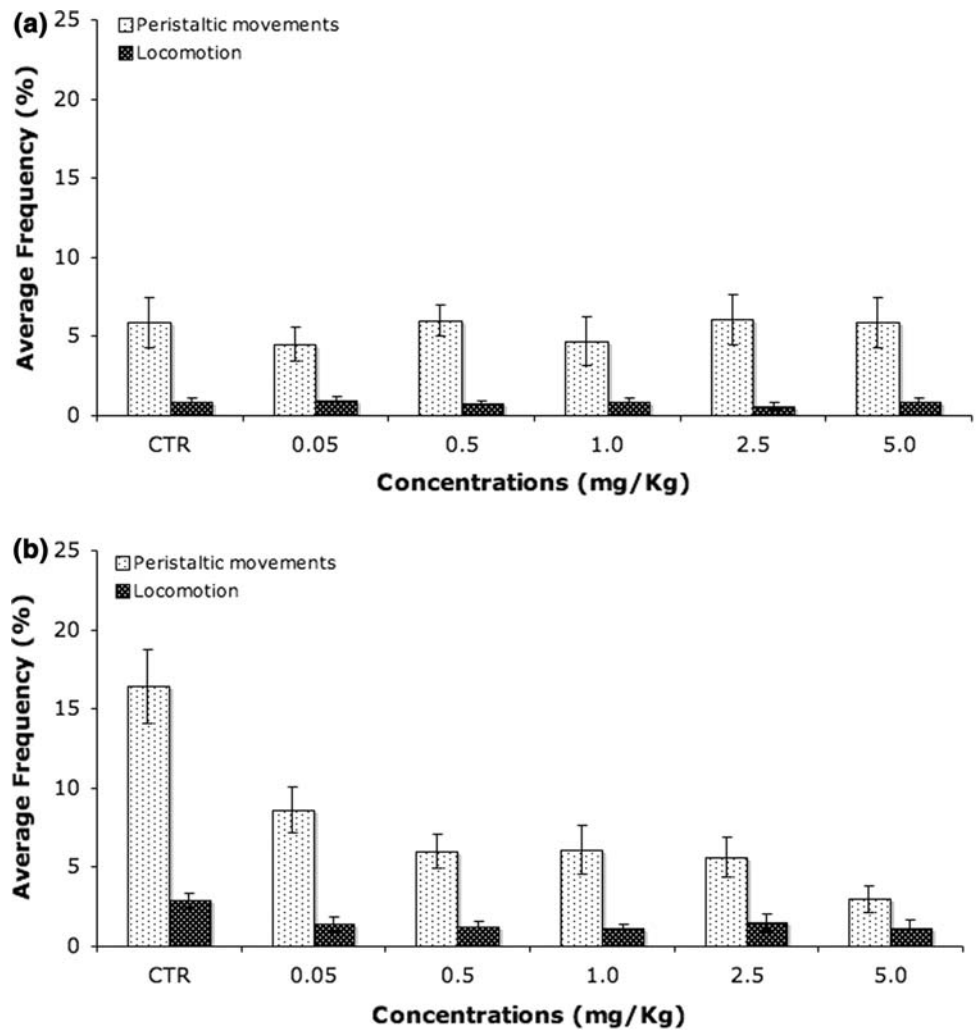 (a)
25
Peristaltic movements
Locomotion
20
15
10
5
0
Average Frequency (%)
CTR 0.05 0.5 1.0 2.5 5.0
Concentrations (mg/Kg)
(b)
25
Peristaltic movements
Locomotion
20
15
10
5
0
Average Frequency (%)
CTR 0.05 0.5 1.0 2.5 5.0
Concentrations (mg/Kg)